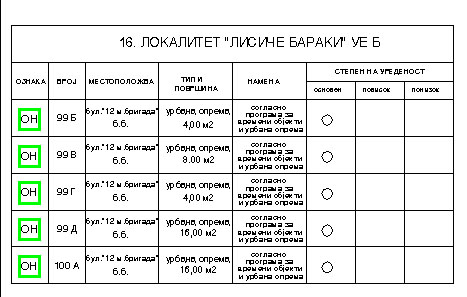 16. ЛОКАЛИТЕТ "ЛИСИЧЕ БАРАКИ" УЕ Б
ОЗНАКА БРОЈ МЕСТОПОЛОЖБА ТИП И ПОВРШИНА НАМЕНА СТЕПЕН НА УРЕДЕНОСТ
ОСНОВЕН ПОВИСОК ПОНИЗОК
ОН 99 Б бул."12 м.бригада" б.б. урбана, опрема, 4,00 м2 согласно програма за времени објекти и урбана опрема
ОН 99 В бул."12 м.бригада" б.б. урбана, опрема, 8.00 м2 согласно програма за времени објекти и урбана опрема
ОН 99 Г бул."12 м.бригада" б.б. урбана, опрема, 4,00 м2 согласно програма за времени објекти и урбана опрема
ОН 99 Д бул."12 м.бригада" б.б. урбана, опрема, 16,00 м2 согласно програма за времени објекти и урбана опрема
ОН 100 А бул."12 м.бригада" б.б. урбана, опрема, 16,00 м2 согласно програма за времени објекти и урбана опрема